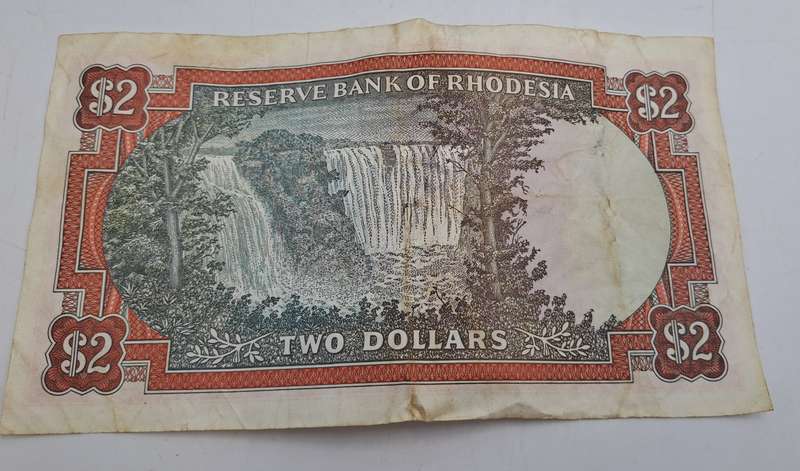 $2 $2
RESERVE BANK OF RHODESIA
TWO DOLLARS
$2 $2